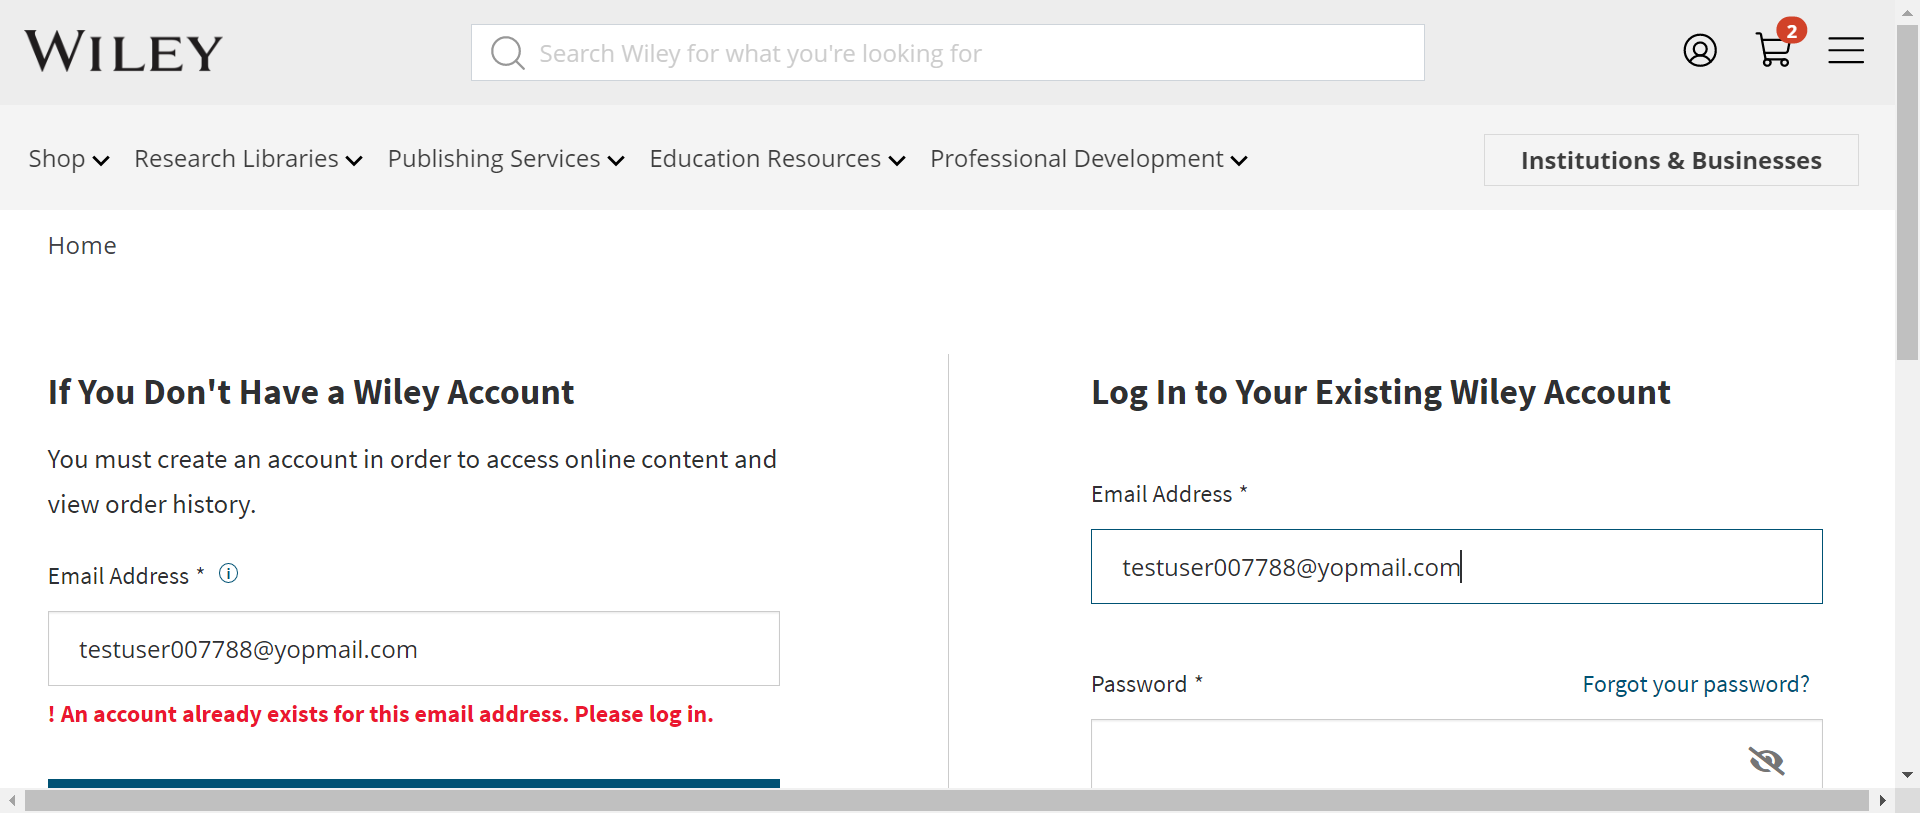 WILEY
Search Wiley for what you're looking for
2
Shop
Research Libraries
Publishing Services
Education Resources
Professional Development
Institutions & Businesses
Home
If You Don't Have a Wiley Account
You must create an account in order to access online content and
view order history.
Email Address *
testuser007788@yopmail.com
! An account already exists for this email address. Please log in.
Log In to Your Existing Wiley Account
Email Address *
testuser007788@yopmail.com
Password *
Forgot your password?